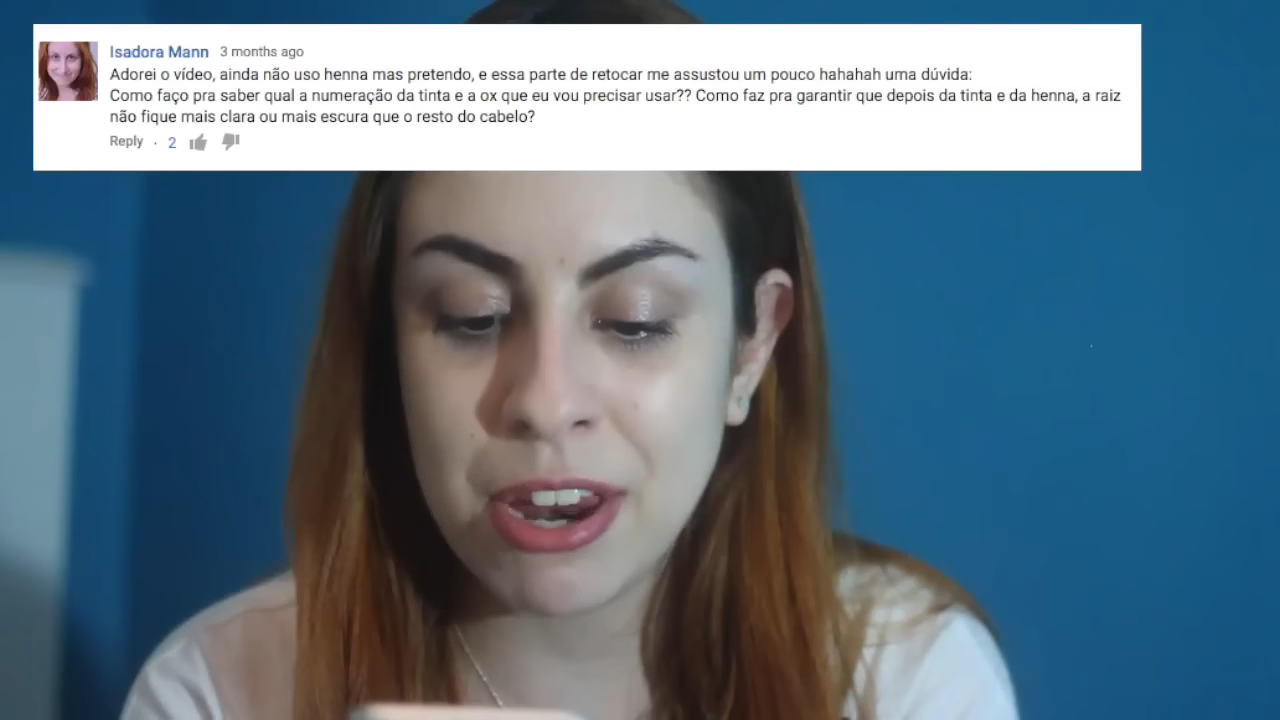 Isadora Mann 3 months ago
Adorei o vídeo, ainda não uso henna mas pretendo, e essa parte de retocar me assustou um pouco hahahah uma dúvida:
Como faço pra saber qual a numeração da tinta e a ox que eu vou precisar usar?? Como faz pra garantir que depois da tinta e da henna, a raiz
não fique mais clara ou mais escura que o resto do cabelo?
Reply · 2